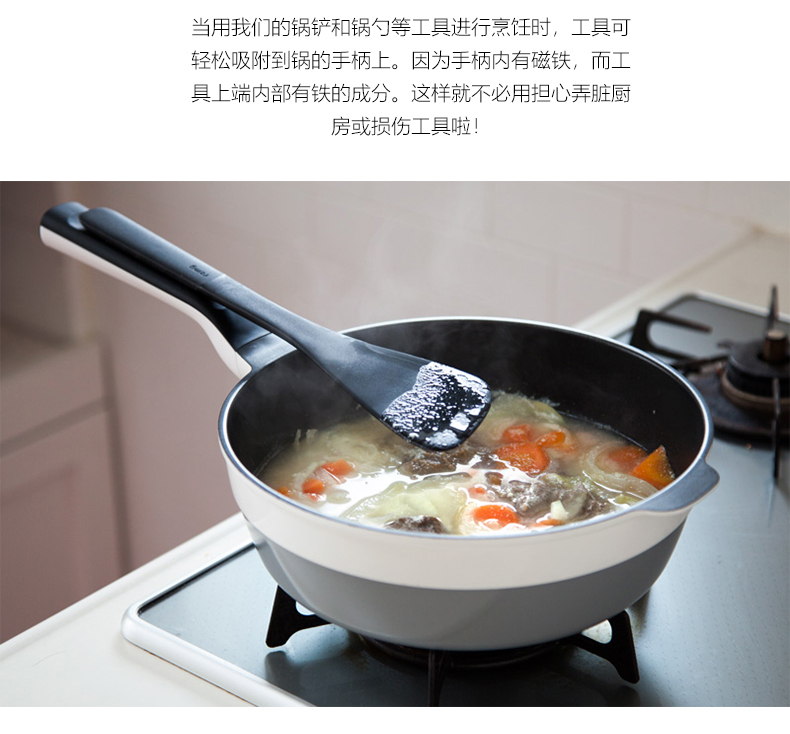 当用我们的锅铲和锅勺等工具进行烹饪时，工具可
轻松吸附到锅的手柄上。因为手柄内有磁铁，而工
具上端内部有铁的成分。这样就不必用担心弄脏厨
房或损伤工具啦！